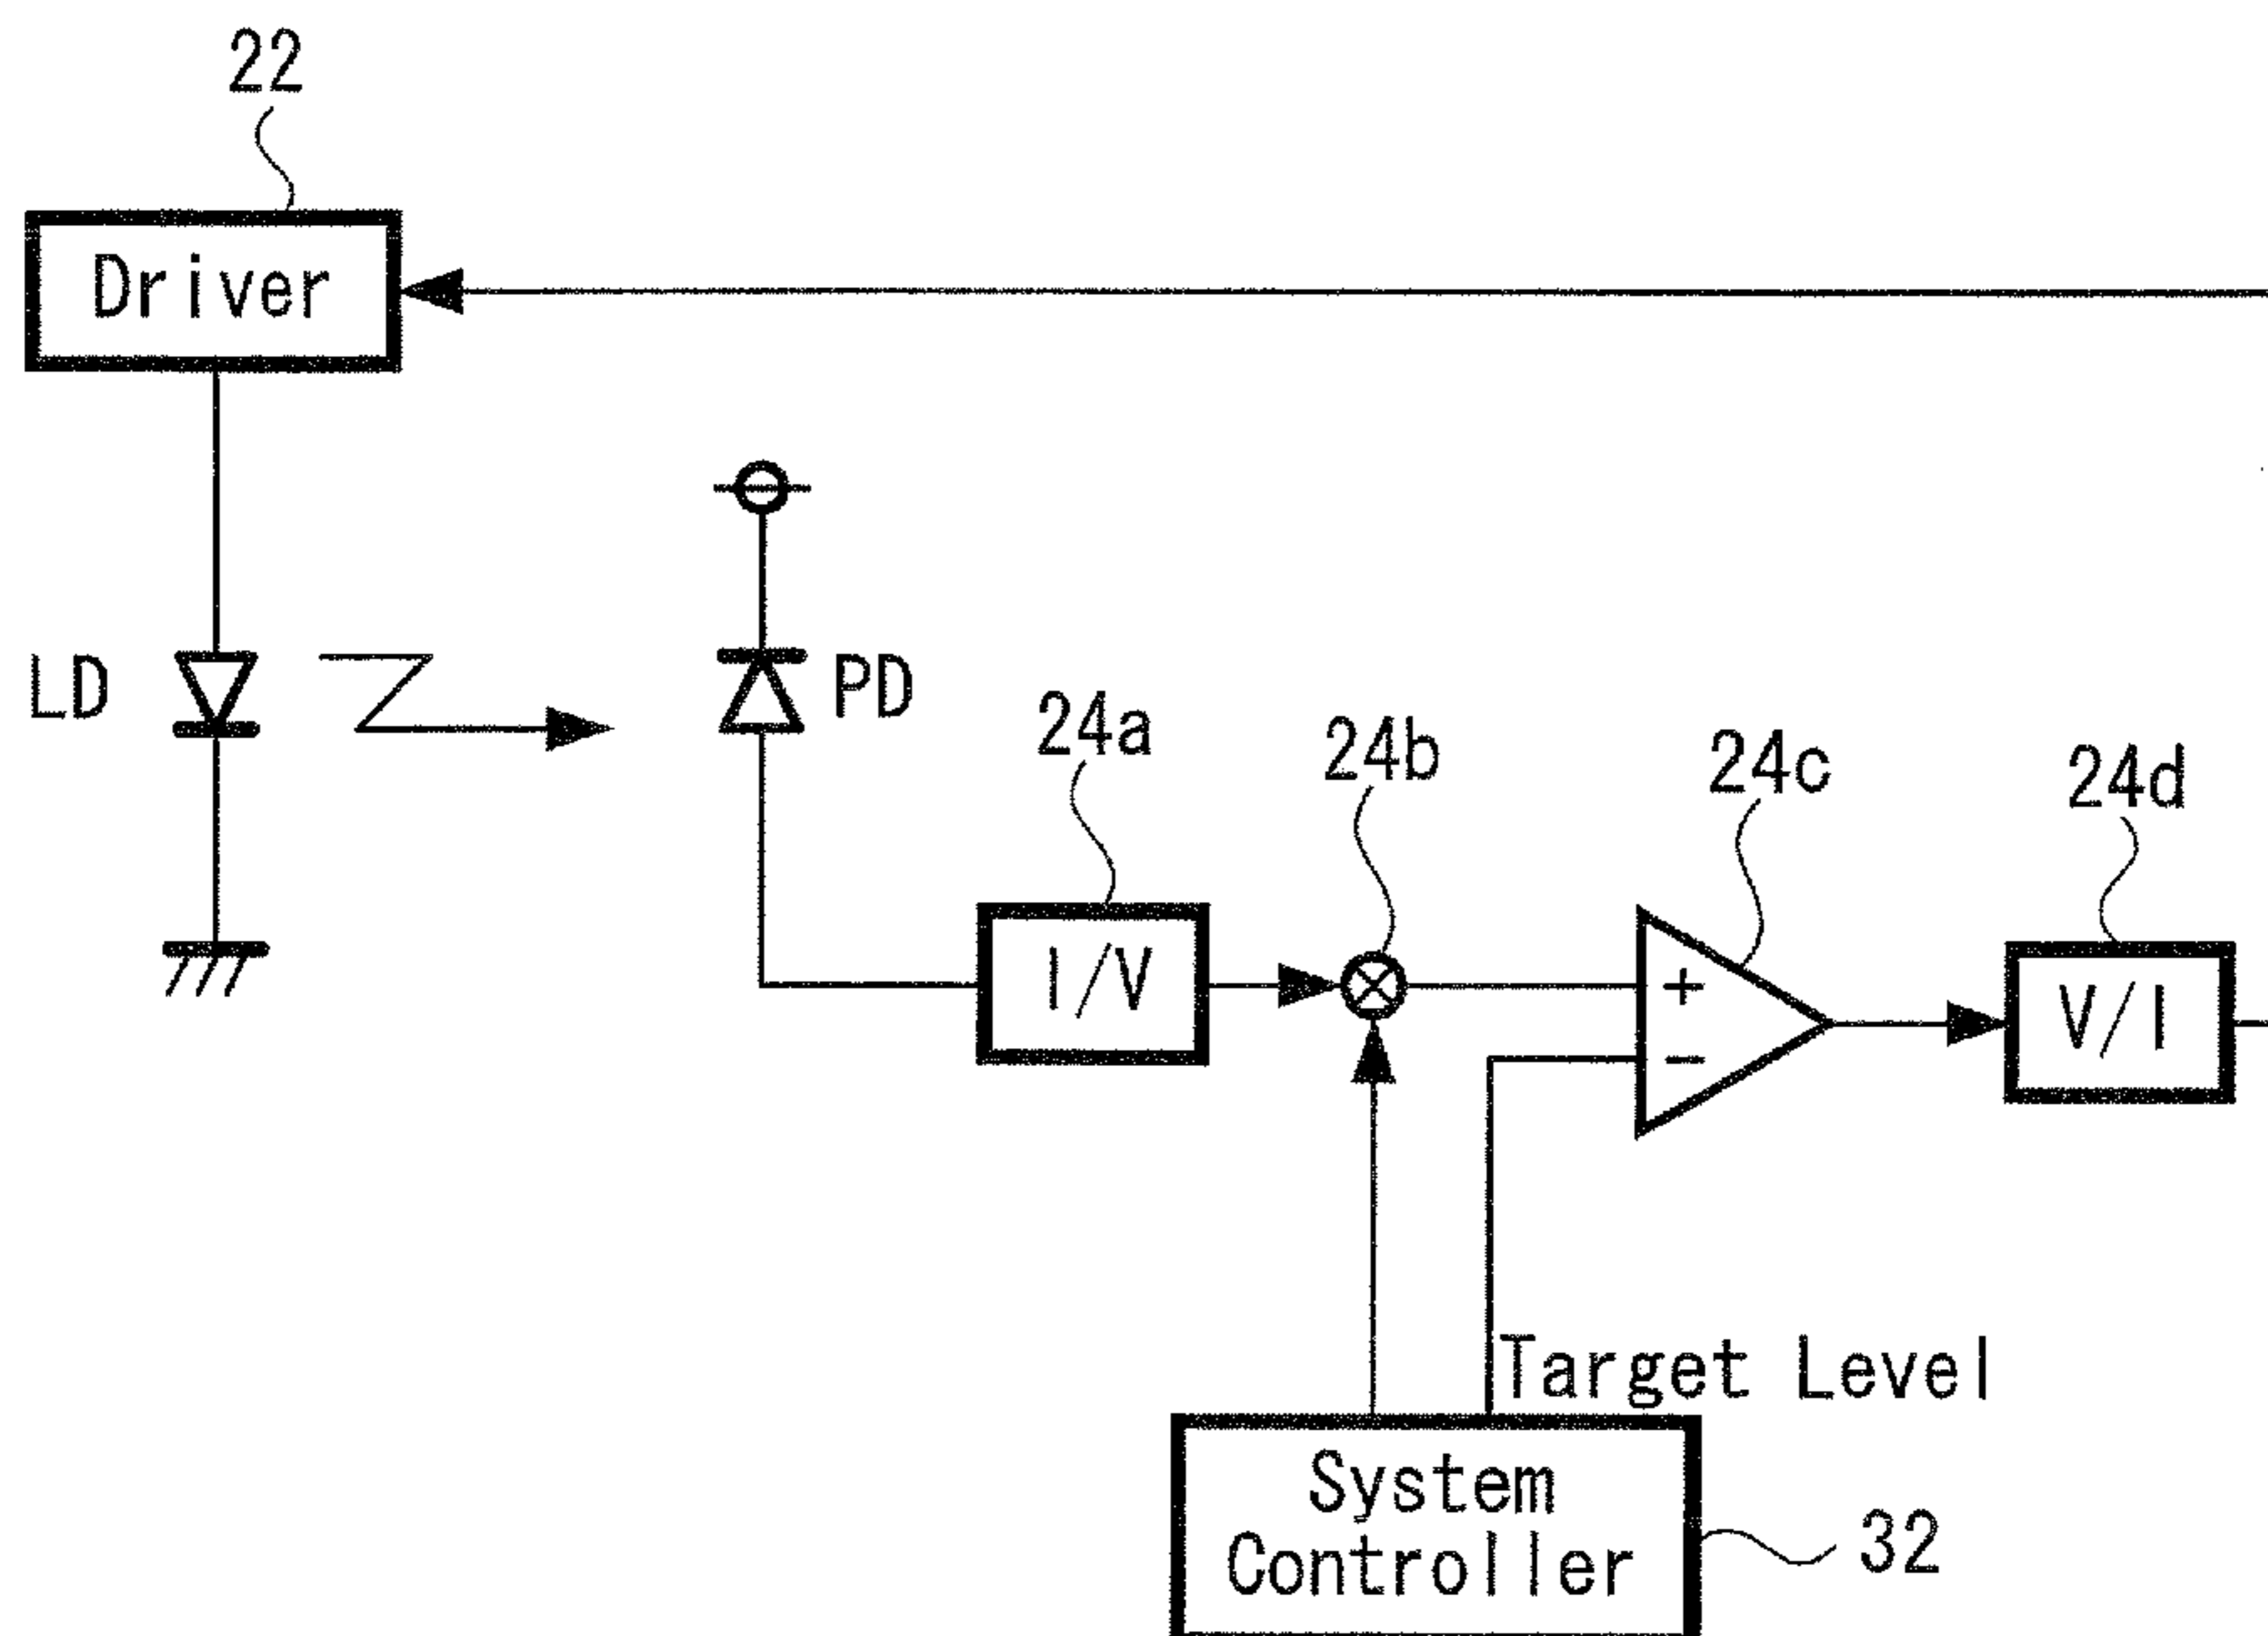 22
Driver
LD
PD
24a
24b
24c
24d
I/V
+
−
V/I
Target Level
System
Controller
32